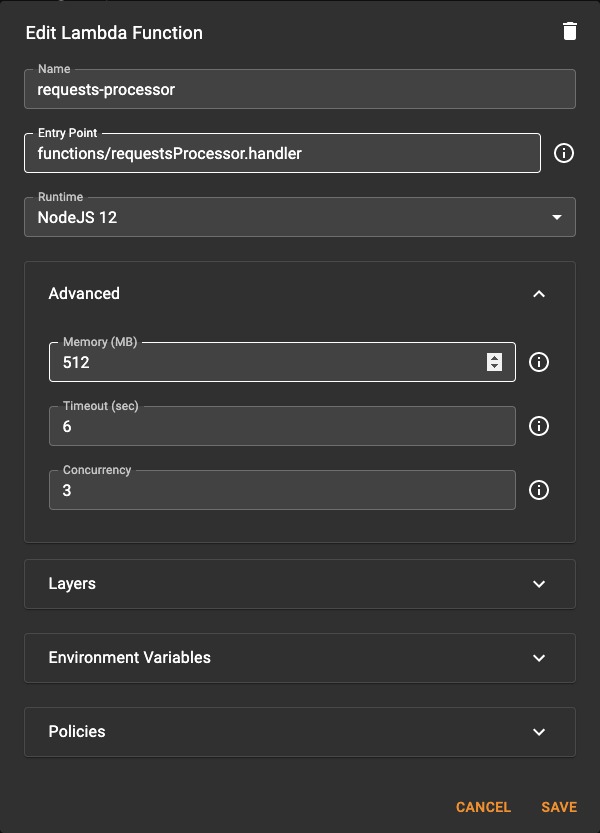 Edit Lambda Function
Name
requests-processor
Entry Point
functions/requestsProcessor.handler
Runtime
NodeJS 12
Advanced
Memory (MB)
512
Timeout (sec)
6
Concurrency
3
Layers
Environment Variables
Policies
CANCEL SAVE